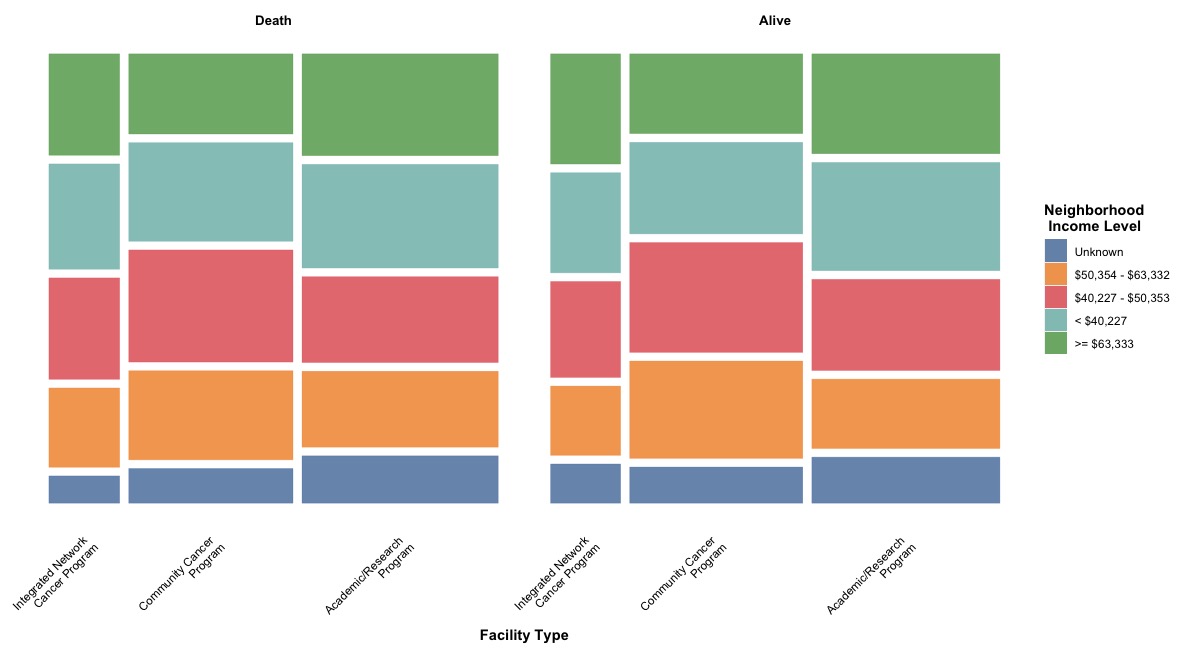 Death
Alive
Neighborhood
Income Level
Unknown
$50,354 - $63,332
$40,227 - $50,353
< $40,227
>= $63,333
Integrated Network
Cancer Program
Community Cancer
Program
Academic/Research
Program
Integrated Network
Cancer Program
Community Cancer
Program
Academic/Research
Program
Facility Type